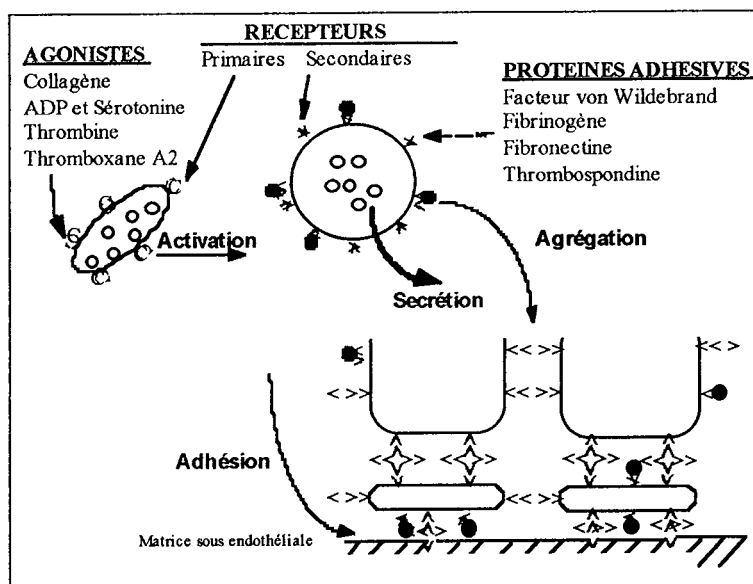 RECEPTEURS
Primaires Secondaires
AGONISTES
Collagène
ADP et Sérotonine
Thrombine
Thromboxane A2
PROTEINES ADHESIVES
Facteur von Wildebrand
Fibrinogène
Fibronectine
Thrombospondine
Activation
Agrégation
Secrétion
Adhésion
Matrice sous endothéliale